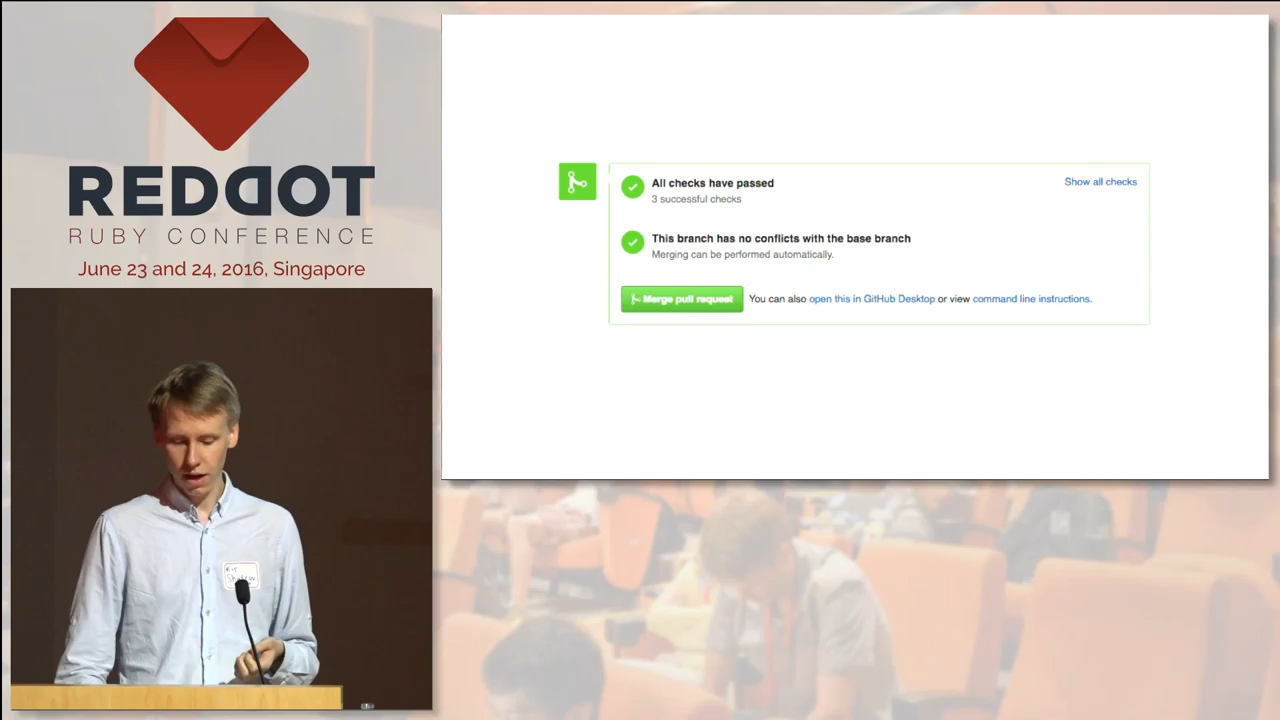 REDDOT
RUBY CONFERENCE
June 23 and 24, 2016, Singapore
All checks have passed
3 successful checks
Show all checks
This branch has no conflicts with the base branch
Merging can be performed automatically.
Merge pull request
You can also open this in GitHub Desktop or view command line instructions.
Kir